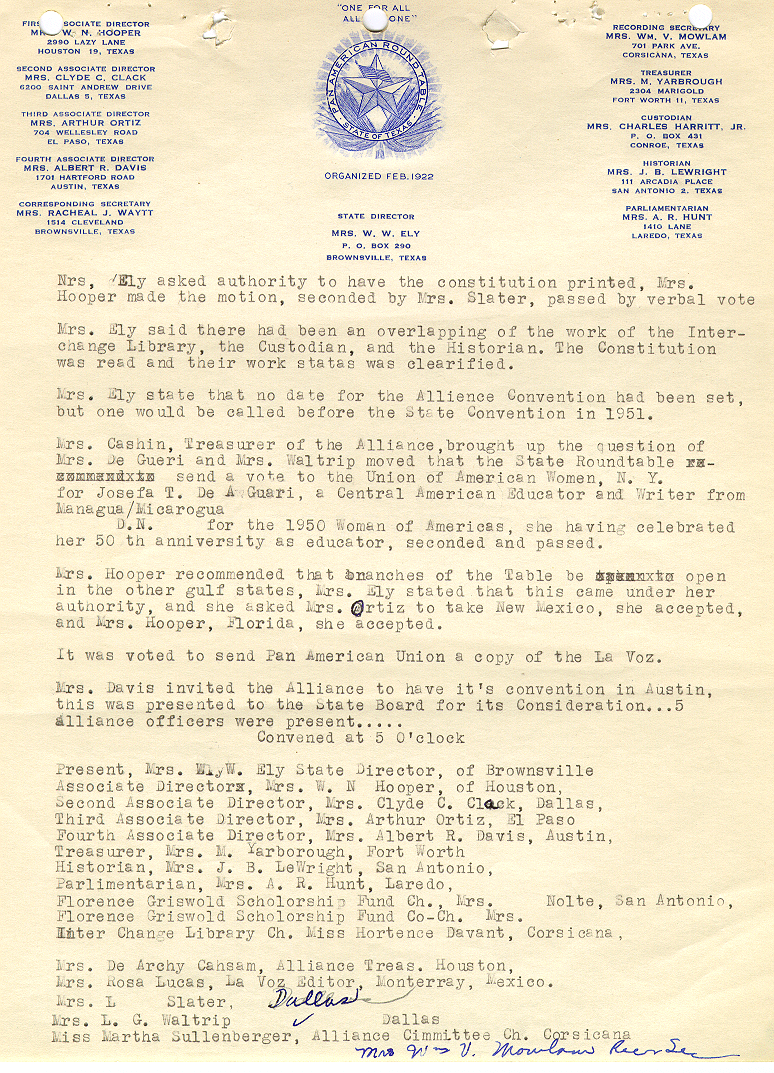 "ONE FOR ALL
ALL ONE"
FIRST ASSOCIATE DIRECTOR
MRS. W. N. HOOPER
2990 LAZY LANE
HOUSTON 19, TEXAS
SECOND ASSOCIATE DIRECTOR
MRS. CLYDE C. CLACK
6200 SAINT ANDREW DRIVE
DALLAS 5, TEXAS
THIRD ASSOCIATE DIRECTOR
MRS. ARTHUR ORTIZ
704 WELLESLEY ROAD
EL PASO, TEXAS
FOURTH ASSOCIATE DIRECTOR
MRS. ALBERT R. DAVIS
1701 HARTFORD ROAD
AUSTIN, TEXAS
CORRESPONDING SECRETARY
MRS. RACHEAL J. WAYTT
1514 CLEVELAND
BROWNSVILLE, TEXAS
PAN AMERICAN ROUND TABLE
STATE OF TEXAS
ORGANIZED FEB. 1922
STATE DIRECTOR
MRS. W. W. ELY
P. O. BOX 290
BROWNSVILLE, TEXAS
RECORDING SECRETARY
MRS. WM. V. MOWLAM
701 PARK AVE.
CORSICANA, TEXAS
TREASURER
MRS. M. YARBROUGH
2304 MARIGOLD
FORT WORTH 11, TEXAS
CUSTODIAN
MRS. CHARLES HARRITT, JR.
P. O. BOX 431
CONROE, TEXAS
HISTORIAN
MRS. J. B. LEWRIGHT
111 ARCADIA PLACE
SAN ANTONIO 2, TEXAS
PARLIAMENTARIAN
MRS. A. R. HUNT
1410 LANE
LAREDO, TEXAS
Nrs, Ely asked authority to have the constitution printed, Mrs.
Hooper made the motion, seconded by Mrs. Slater, passed by verbal vote
Mrs. Ely said there had been an overlapping of the work of the Inter-
change Library, the Custodian, and the Historian. The Constitution
was read and their work statas was clearified.
Mrs. Ely state that no date for the Allience Convention had been set,
but one would be called before the State Convention in 1951.
Mrs. Cashin, Treasurer of the Alliance,brought up the question of
Mrs. De Gueri and Mrs. Waltrip moved that the State Roundtable
send a vote to the Union of American Women, N. Y.
for Josefa T. De A Guari, a Central American Educator and Writer from
Managua/Micarogua
D.N. for the 1950 Woman of Americas, she having celebrated
her 50 th anniversity as educator, seconded and passed.
Mrs. Hooper recommended that branches of the Table be open
in the other gulf states, Mrs. Ely stated that this came under her
authority, and she asked Mrs. Ortiz to take New Mexico, she accepted,
and Mrs. Hooper, Florida, she accepted.
It was voted to send Pan American Union a copy of the La Voz.
Mrs. Davis invited the Alliance to have it's convention in Austin,
this was presented to the State Board for its Consideration...5
Alliance officers were present.....
Convened at 5 O'clock
Present, Mrs. W. Ely State Director, of Brownsville
Associate Director, Mrs. W. N Hooper, of Houston,
Second Associate Director, Mrs. Clyde C. Clack, Dallas,
Third Associate Director, Mrs. Arthur Ortiz, El Paso
Fourth Associate Director, Mrs. Albert R. Davis, Austin,
Treasurer, Mrs. M. Yarborough, Fort Worth
Historian, Mrs. J. B. LeWright, San Antonio,
Parlimentarian, Mrs. A. R. Hunt, Laredo,
Florence Griswold Scholorship Fund Ch., Mrs. Nolte, San Antonio,
Florence Griswold Scholorship Fund Co-Ch. Mrs.
Inter Change Library Ch. Miss Hortence Davant, Corsicana,
Mrs. De Archy Cahsam, Alliance Treas. Houston,
Mrs. Rosa Lucas, La Voz Editor, Monterray, Mexico.
Mrs. L Slater, Dallas
Mrs. L. G. Waltrip Dallas
Miss Martha Sullenberger, Alliance Cimmittee Ch. Corsicana
Mrs Wm V. Mowlam Rec Sec